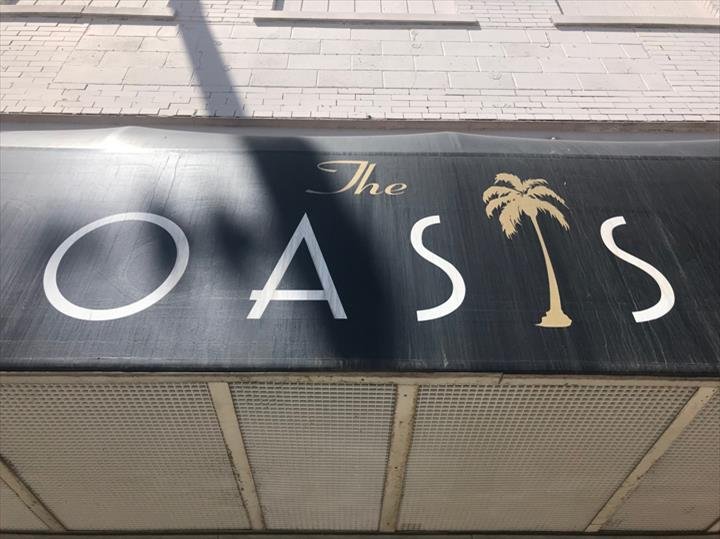 The
OASIS